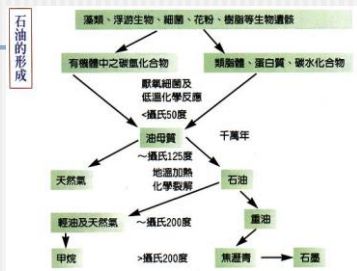 石油的形成
藻類、浮游生物、細菌、花粉、樹脂等生物遺骸
有機體中之碳氫化合物
類脂體、蛋白質、碳水化合物
厭氧細菌及
低溫化學反應
<攝氏50度
油母質
千萬年
～攝氏125度
天然氣
地溫加熱
化學裂解
石油
輕油及天然氣
～攝氏200度
重油
甲烷
>攝氏200度
焦瀝青
石墨